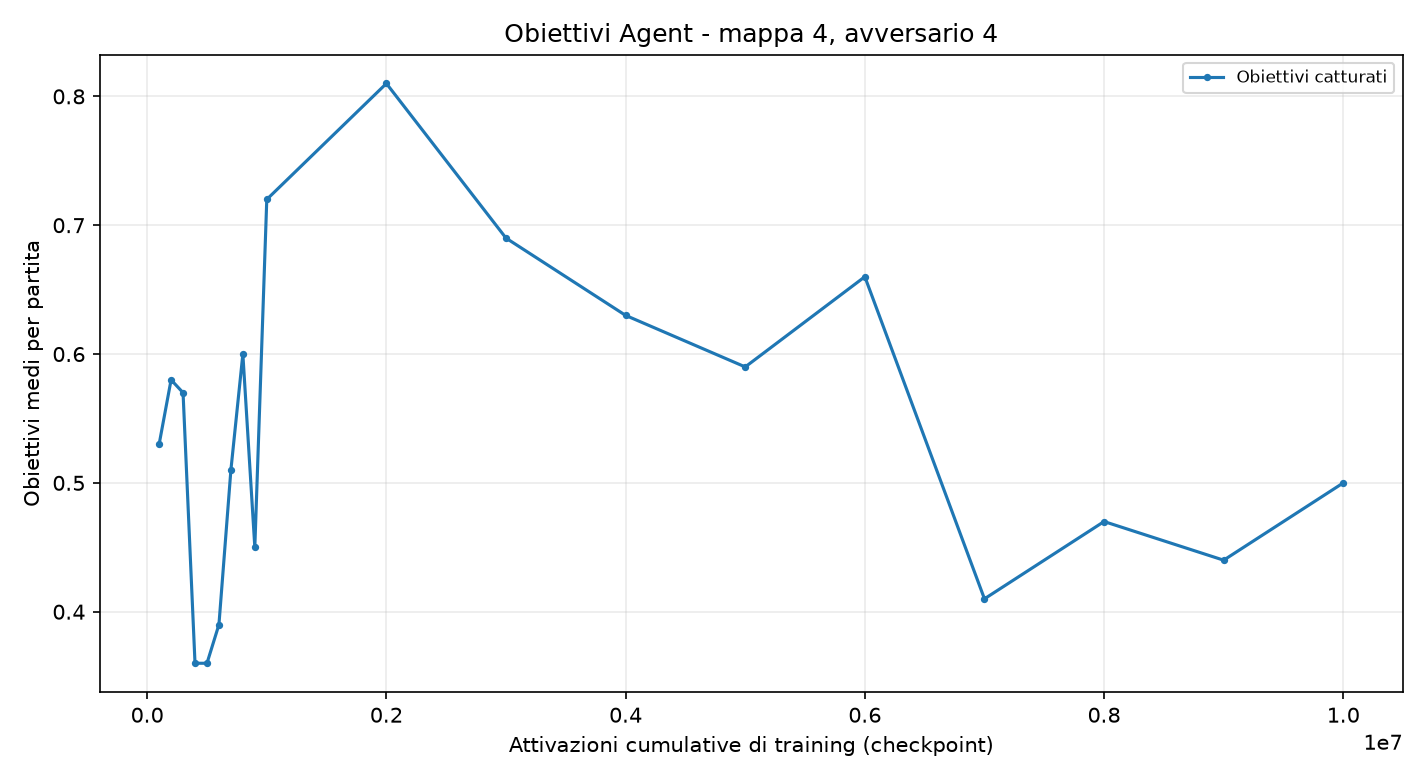 Obiettivi Agent - mappa 4, avversario 4
Obiettivi catturati
Obiettivi medi per partita
0.8
0.7
0.6
0.5
0.4
0.0 0.2 0.4 0.6 0.8 1.0
1e7
Attivazioni cumulative di training (checkpoint)